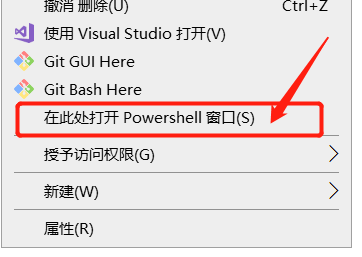 撤消 删除(U) Ctrl+Z
使用 Visual Studio 打开(V)
Git GUI Here
Git Bash Here
在此处打开 Powershell 窗口(S)
授予访问权限(G)
新建(W)
属性(R)